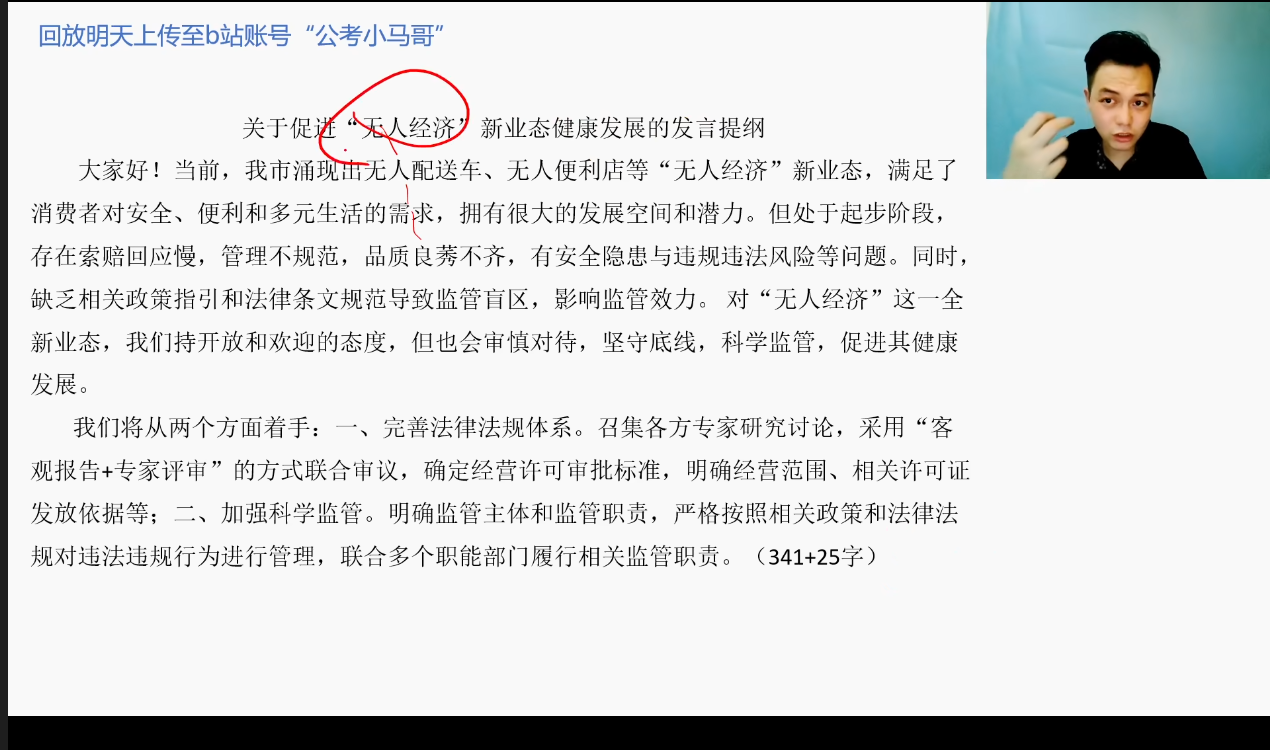 回放明天上传至b站账号“公考小马哥”
关于促进“无人经济”新业态健康发展的发言提纲
大家好！当前，我市涌现出无人配送车、无人便利店等“无人经济”新业态，满足了
消费者对安全、便利和多元生活的需求，拥有很大的发展空间和潜力。但处于起步阶段，
存在索赔回应慢，管理不规范，品质良莠不齐，有安全隐患与违规违法风险等问题。同时，
缺乏相关政策指引和法律条文规范导致监管盲区，影响监管效力。 对“无人经济”这一全
新业态，我们持开放和欢迎的态度，但也会审慎对待，坚守底线，科学监管，促进其健康
发展。
我们将从两个方面着手：一、完善法律法规体系。召集各方专家研究讨论，采用“客
观报告+专家评审”的方式联合审议，确定经营许可审批标准，明确经营范围、相关许可证
发放依据等；二、加强科学监管。明确监管主体和监管职责，严格按照相关政策和法律法
规对违法违规行为进行管理，联合多个职能部门履行相关监管职责。（341+25字）